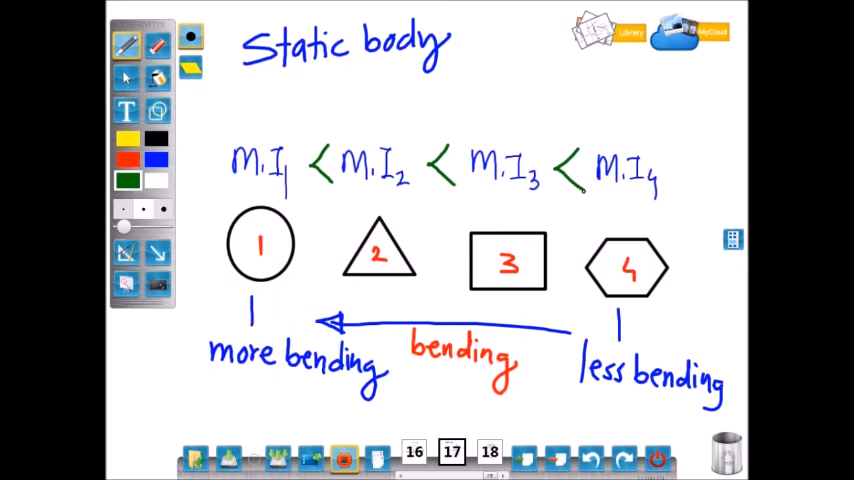 Static body
Library
MyCloud
T
M.I1 < M.I2 < M.I3 < M.I4
1 2 3 4
more bending bending less bending
16 17 18